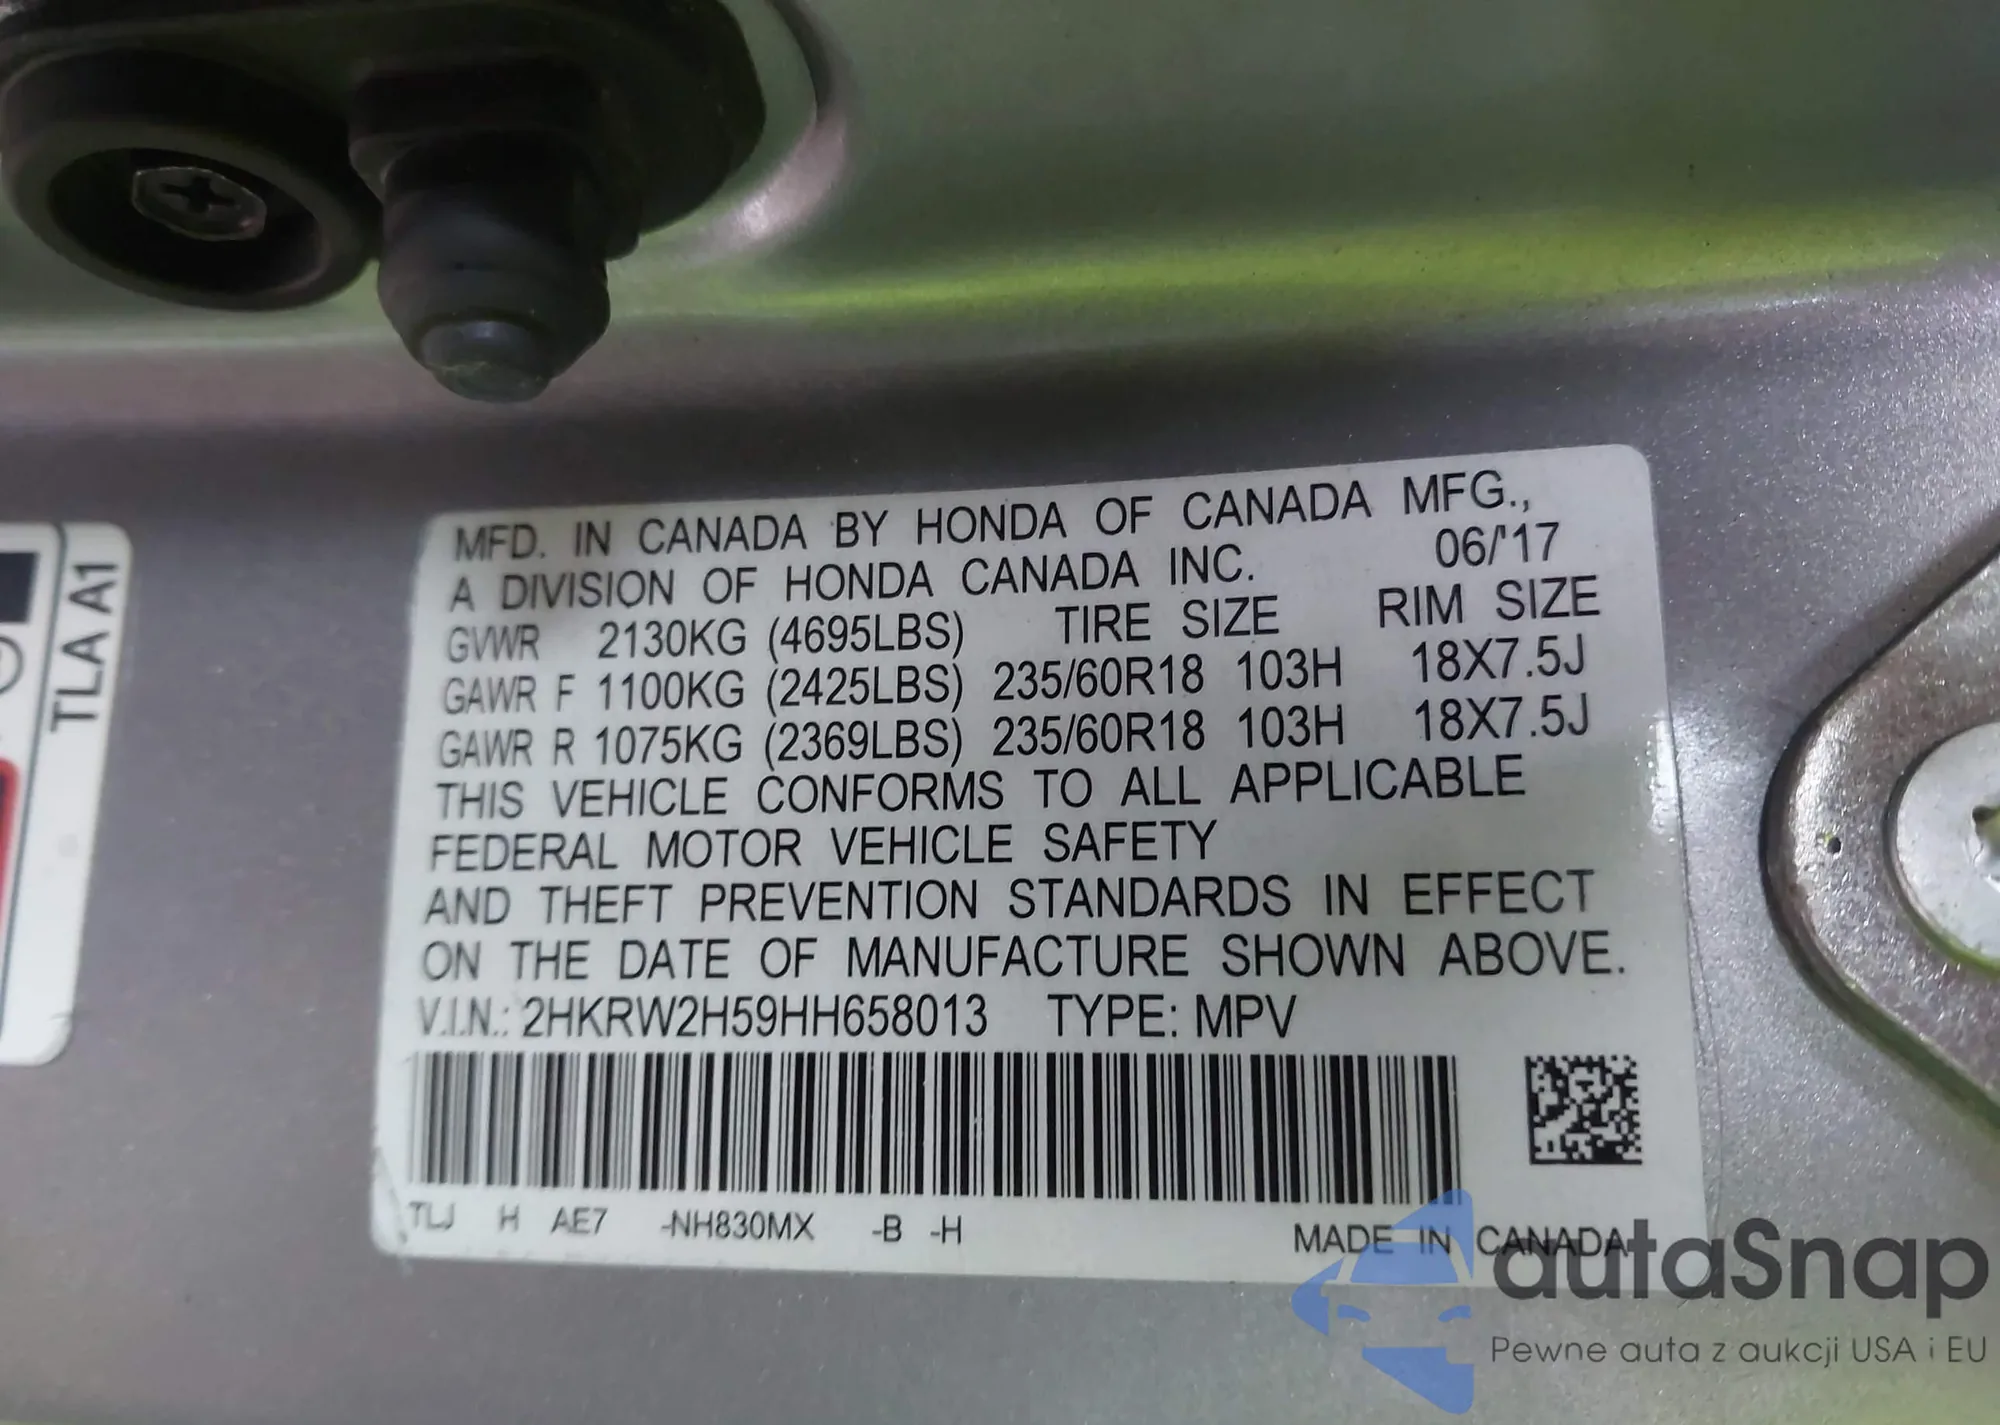 TLA A1
MFD. IN CANADA BY HONDA OF CANADA MFG.,
A DIVISION OF HONDA CANADA INC. 06/'17
GVWR 2130KG (4695LBS) TIRE SIZE RIM SIZE
GAWR F 1100KG (2425LBS) 235/60R18 103H 18X7.5J
GAWR R 1075KG (2369LBS) 235/60R18 103H 18X7.5J
THIS VEHICLE CONFORMS TO ALL APPLICABLE
FEDERAL MOTOR VEHICLE SAFETY
AND THEFT PREVENTION STANDARDS IN EFFECT
ON THE DATE OF MANUFACTURE SHOWN ABOVE.
V.I.N.: 2HKRW2H59HH658013 TYPE: MPV
TLJ H AE7 -NH830MX -B -H MADE IN CANADA
autaSnap
Pewne auta z aukcji USA i EU